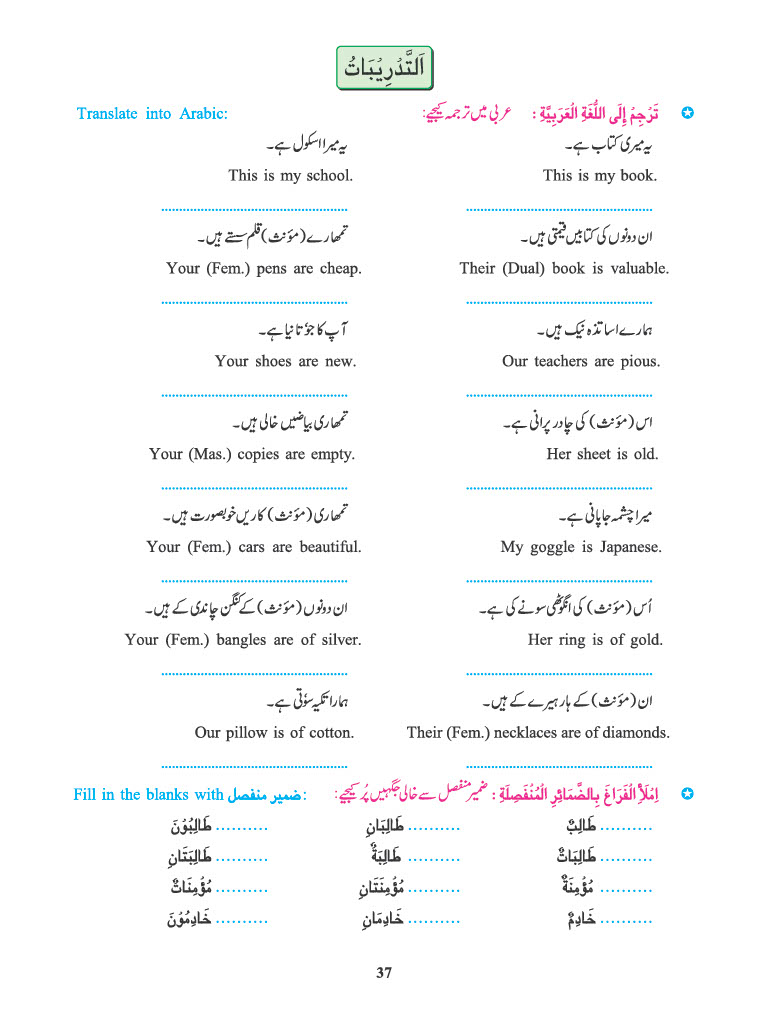 اَلتَّدْرِيْبَاتُ
✪ تَرْجِمْ إِلَى اللُّغَةِ الْعَرَبِيَّةِ : عربی میں ترجمہ کیجیے: Translate into Arabic:
یہ میری کتاب ہے۔ یہ میرا اسکول ہے۔
This is my school. This is my book.
.................................................... ....................................................
ان دونوں کی کتابیں قیمتی ہیں۔ تمھارے (مؤنث) قلم سستے ہیں۔
Your (Fem.) pens are cheap. Their (Dual) book is valuable.
.................................................... ....................................................
ہمارے اساتذہ نیک ہیں۔ آپ کا جوٗتا نیا ہے۔
Your shoes are new. Our teachers are pious.
.................................................... ....................................................
اس (مؤنث) کی چادر پرانی ہے۔ تمھاری بیاضیں خالی ہیں۔
Your (Mas.) copies are empty. Her sheet is old.
.................................................... ....................................................
میرا چشمہ جاپانی ہے۔ تمھاری (مؤنث) کاریں خوبصورت ہیں۔
Your (Fem.) cars are beautiful. My goggle is Japanese.
.................................................... ....................................................
اُس (مؤنث) کی انگوٗٹھی سونے کی ہے۔ ان دونوں (مؤنث) کے کنگن چاندی کے ہیں۔
Your (Fem.) bangles are of silver. Her ring is of gold.
.................................................... ....................................................
ان (مؤنث) کے ہار ہیرے کے ہیں۔ ہمارا تکیہ سوٗتی ہے۔
Our pillow is of cotton. Their (Fem.) necklaces are of diamonds.
.................................................... ....................................................
✪ اِمْلَأِ الْفَرَاغَ بِالضَّمَائِرِ الْمُنْفَصِلَةِ : ضمیر منفصل سے خالی جگہیں پُر کیجیے: Fill in the blanks with ضمیر منفصل:
.......... طَالِبٌ .......... طَالِبَانِ .......... طَالِبُوْنَ
.......... طَالِبَاتٌ .......... طَالِبَةٌ .......... طَالِبَتَانِ
.......... مُؤْمِنَةٌ .......... مُؤْمِنَتَانِ .......... مُؤْمِنَاتٌ
.......... خَادِمٌ .......... خَادِمَانِ .......... خَادِمُوْنَ
37